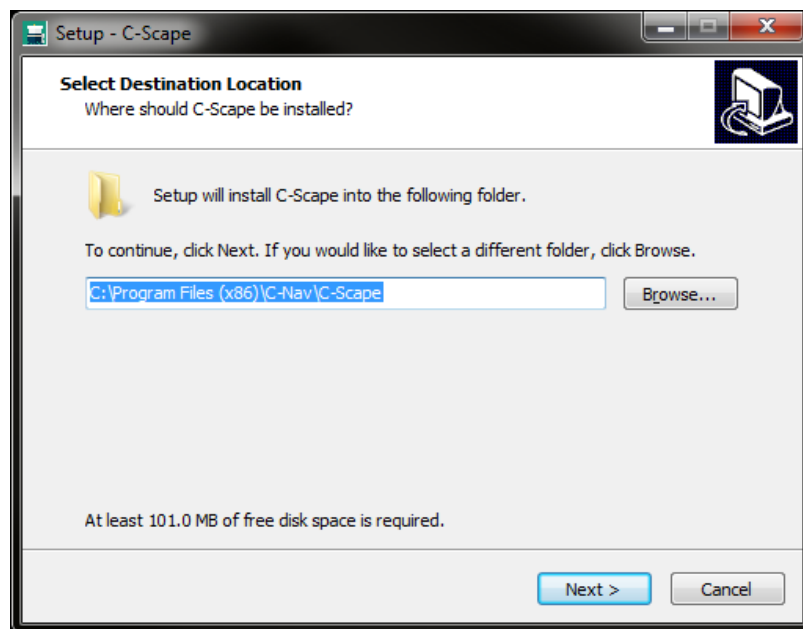 Setup - C-Scape
Select Destination Location
Where should C-Scape be installed?
Setup will install C-Scape into the following folder.
To continue, click Next. If you would like to select a different folder, click Browse.
C:\Program Files (x86)\C-Nav\C-Scape
Browse...
At least 101.0 MB of free disk space is required.
Next >
Cancel